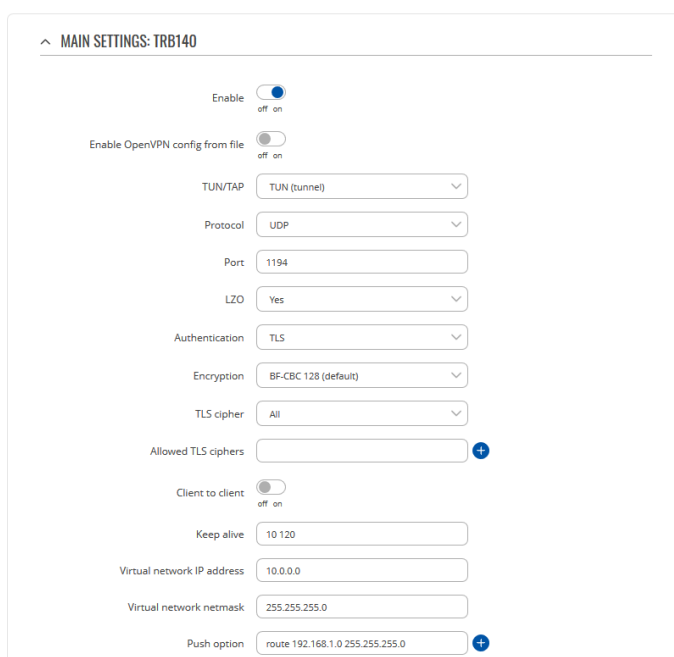 MAIN SETTINGS: TRB140
Enable
off on
Enable OpenVPN config from file
off on
TUN/TAP TUN (tunnel)
Protocol UDP
Port 1194
LZO Yes
Authentication TLS
Encryption BF-CBC 128 (default)
TLS cipher All
Allowed TLS ciphers
Client to client
off on
Keep alive 10 120
Virtual network IP address 10.0.0.0
Virtual network netmask 255.255.255.0
Push option route 192.168.1.0 255.255.255.0